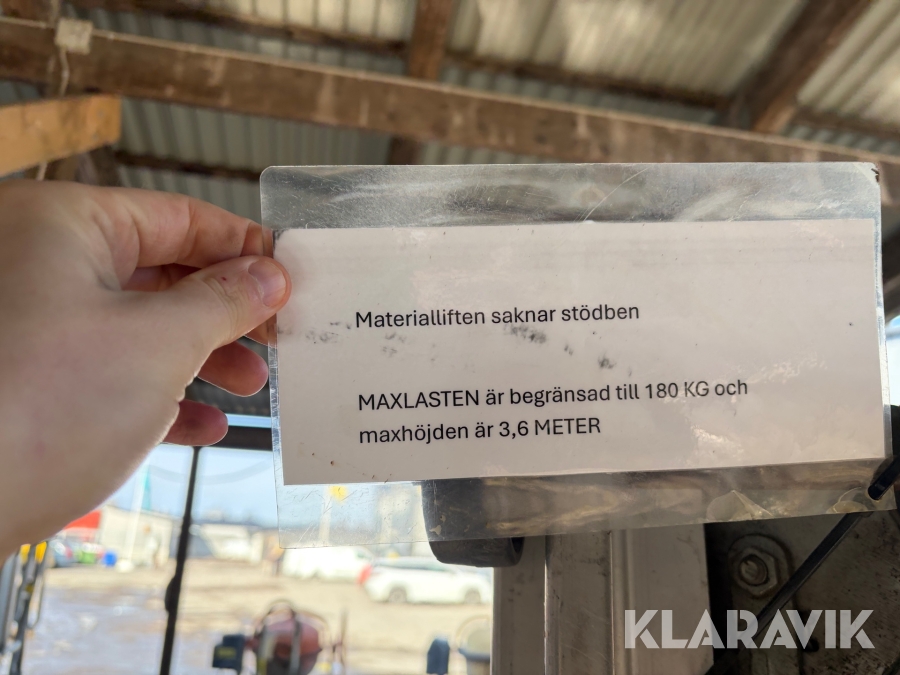 Materialliften saknar stödben
MAXLASTEN är begränsad till 180 KG och
maxhöjden är 3,6 METER
KLARAVIK